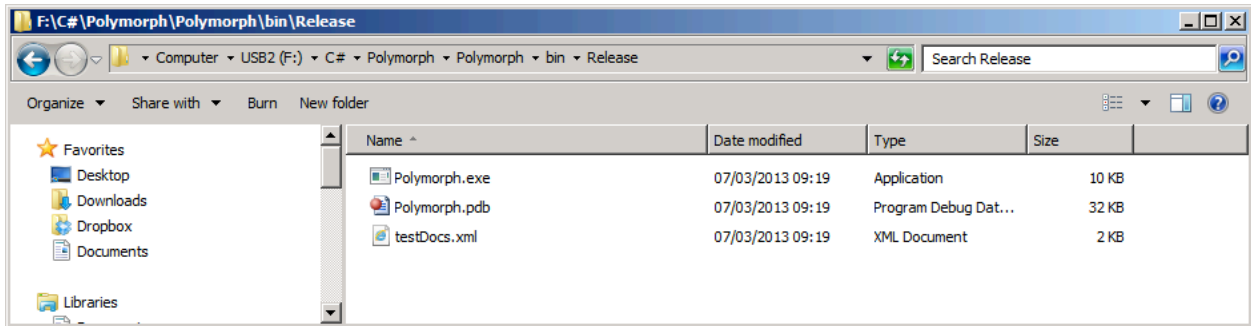 F:\C#\Polymorph\Polymorph\bin\Release
Computer USB2 (F:) C# Polymorph Polymorph bin Release Search Release
Organize Share with Burn New folder
Favorites
Desktop
Downloads
Dropbox
Documents
Libraries
Name Date modified Type Size
Polymorph.exe 07/03/2013 09:19 Application 10 KB
Polymorph.pdb 07/03/2013 09:19 Program Debug Dat... 32 KB
testDocs.xml 07/03/2013 09:19 XML Document 2 KB